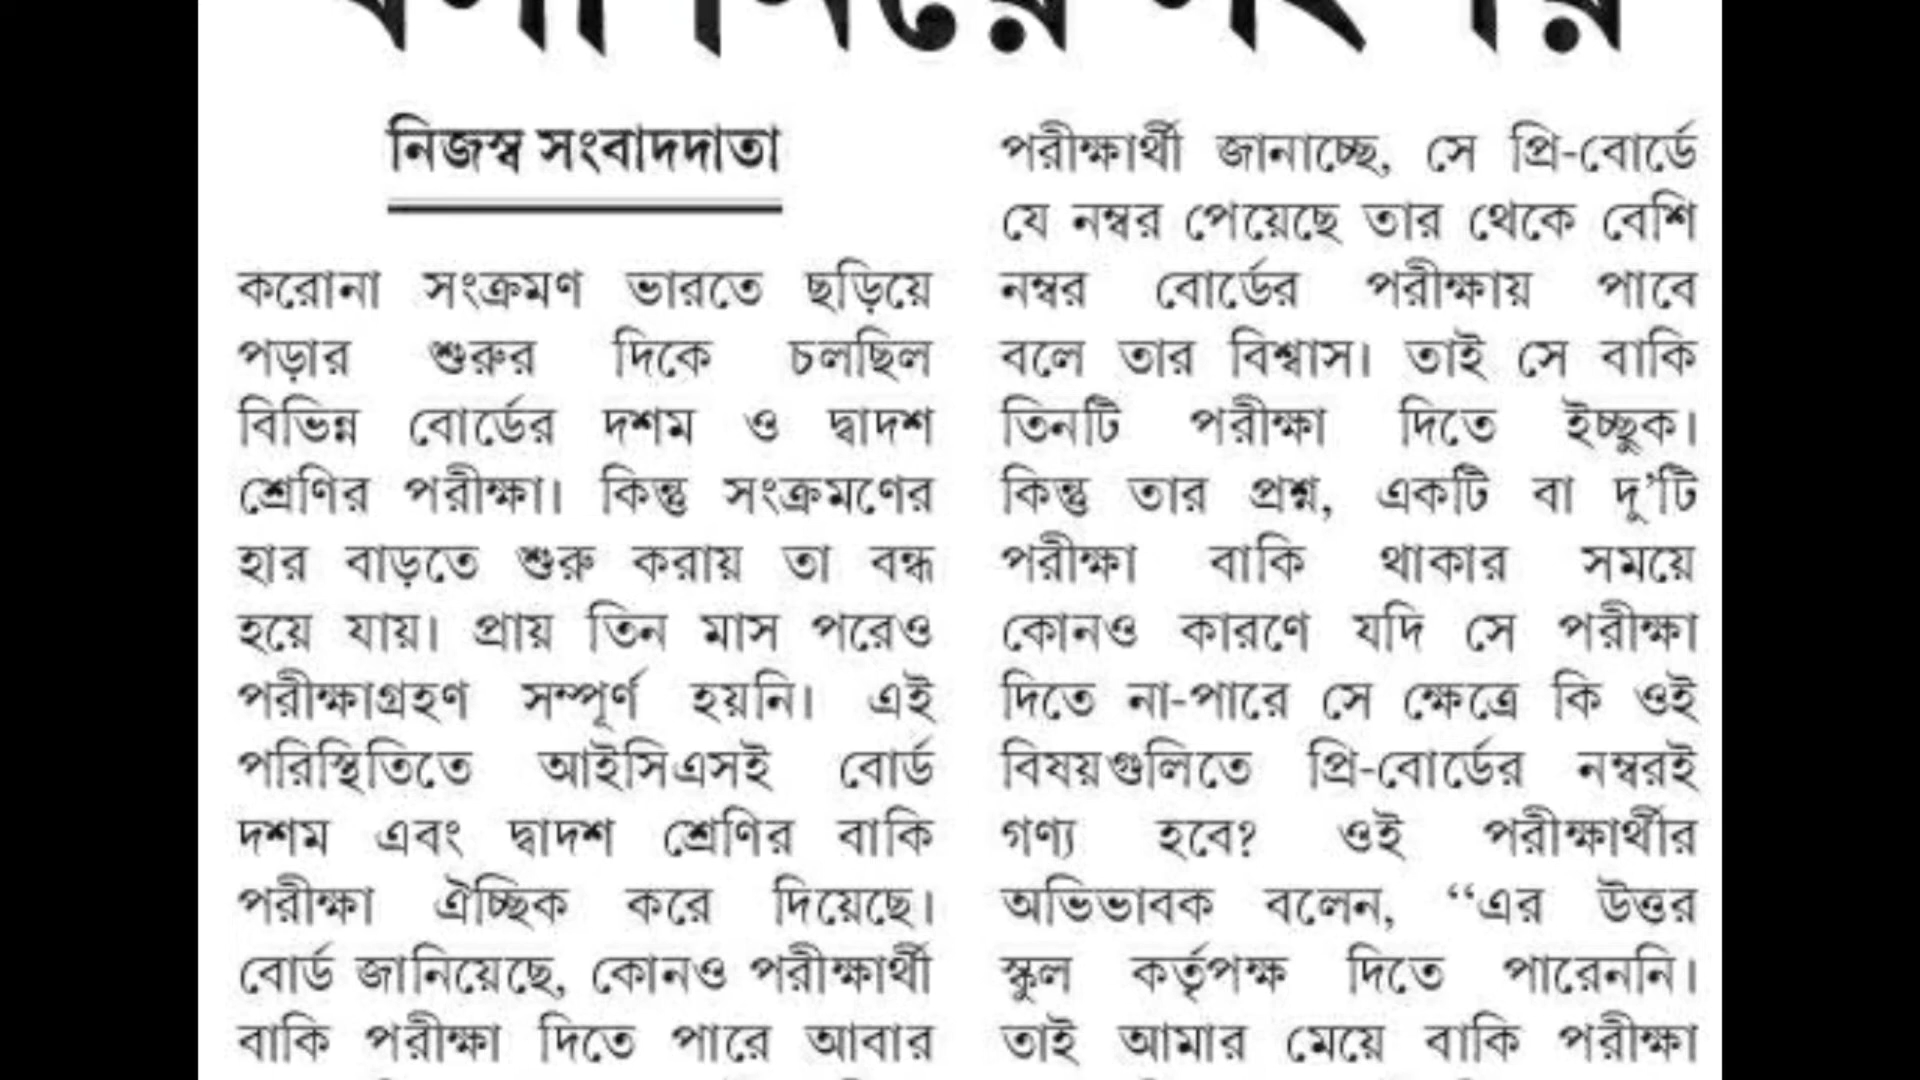 নিজস্ব সংবাদদাতা
করোনা সংক্রমণ ভারতে ছড়িয়ে
পড়ার শুরুর দিকে চলছিল
বিভিন্ন বোর্ডের দশম ও দ্বাদশ
শ্রেণির পরীক্ষা। কিন্তু সংক্রমণের
হার বাড়তে শুরু করায় তা বন্ধ
হয়ে যায়। প্রায় তিন মাস পরেও
পরীক্ষাগ্রহণ সম্পূর্ণ হয়নি। এই
পরিস্থিতিতে আইসিএসই বোর্ড
দশম এবং দ্বাদশ শ্রেণির বাকি
পরীক্ষা ঐচ্ছিক করে দিয়েছে।
বোর্ড জানিয়েছে, কোনও পরীক্ষার্থী
বাকি পরীক্ষা দিতে পারে আবার
পরীক্ষার্থী জানাচ্ছে, সে প্রি-বোর্ডে
যে নম্বর পেয়েছে তার থেকে বেশি
নম্বর বোর্ডের পরীক্ষায় পাবে
বলে তার বিশ্বাস। তাই সে বাকি
তিনটি পরীক্ষা দিতে ইচ্ছুক।
কিন্তু তার প্রশ্ন, একটি বা দু’টি
পরীক্ষা বাকি থাকার সময়ে
কোনও কারণে যদি সে পরীক্ষা
দিতে না-পারে সে ক্ষেত্রে কি ওই
বিষয়গুলিতে প্রি-বোর্ডের নম্বরই
গণ্য হবে? ওই পরীক্ষার্থীর
অভিভাবক বলেন, ‘‘এর উত্তর
স্কুল কর্তৃপক্ষ দিতে পারেননি।
তাই আমার মেয়ে বাকি পরীক্ষা